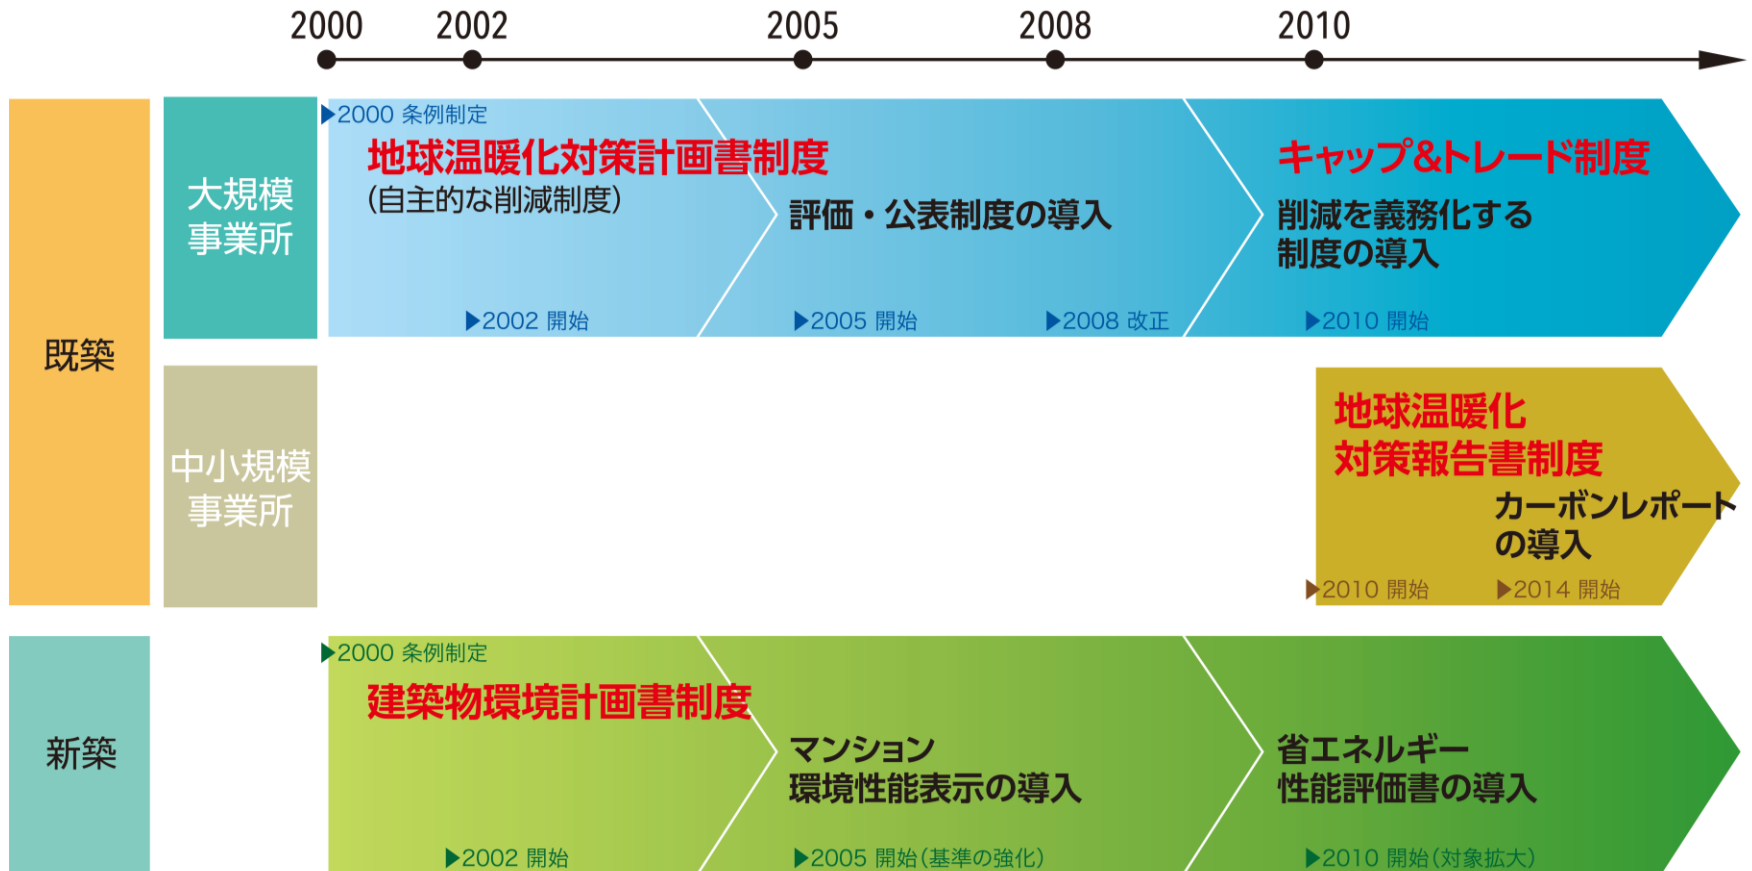 2000
2002
2005
2008
2010
既築
大規模
事業所
▶2000 条例制定
地球温暖化対策計画書制度
(自主的な削減制度)
▶2002 開始
評価・公表制度の導入
▶2005 開始
▶2008 改正
キャップ&トレード制度
削減を義務化する
制度の導入
▶2010 開始
中小規模
事業所
地球温暖化
対策報告書制度
カーボンレポート
の導入
▶2010 開始
▶2014 開始
新築
▶2000 条例制定
建築物環境計画書制度
▶2002 開始
マンション
環境性能表示の導入
▶2005 開始(基準の強化)
省エネルギー
性能評価書の導入
▶2010 開始(対象拡大)